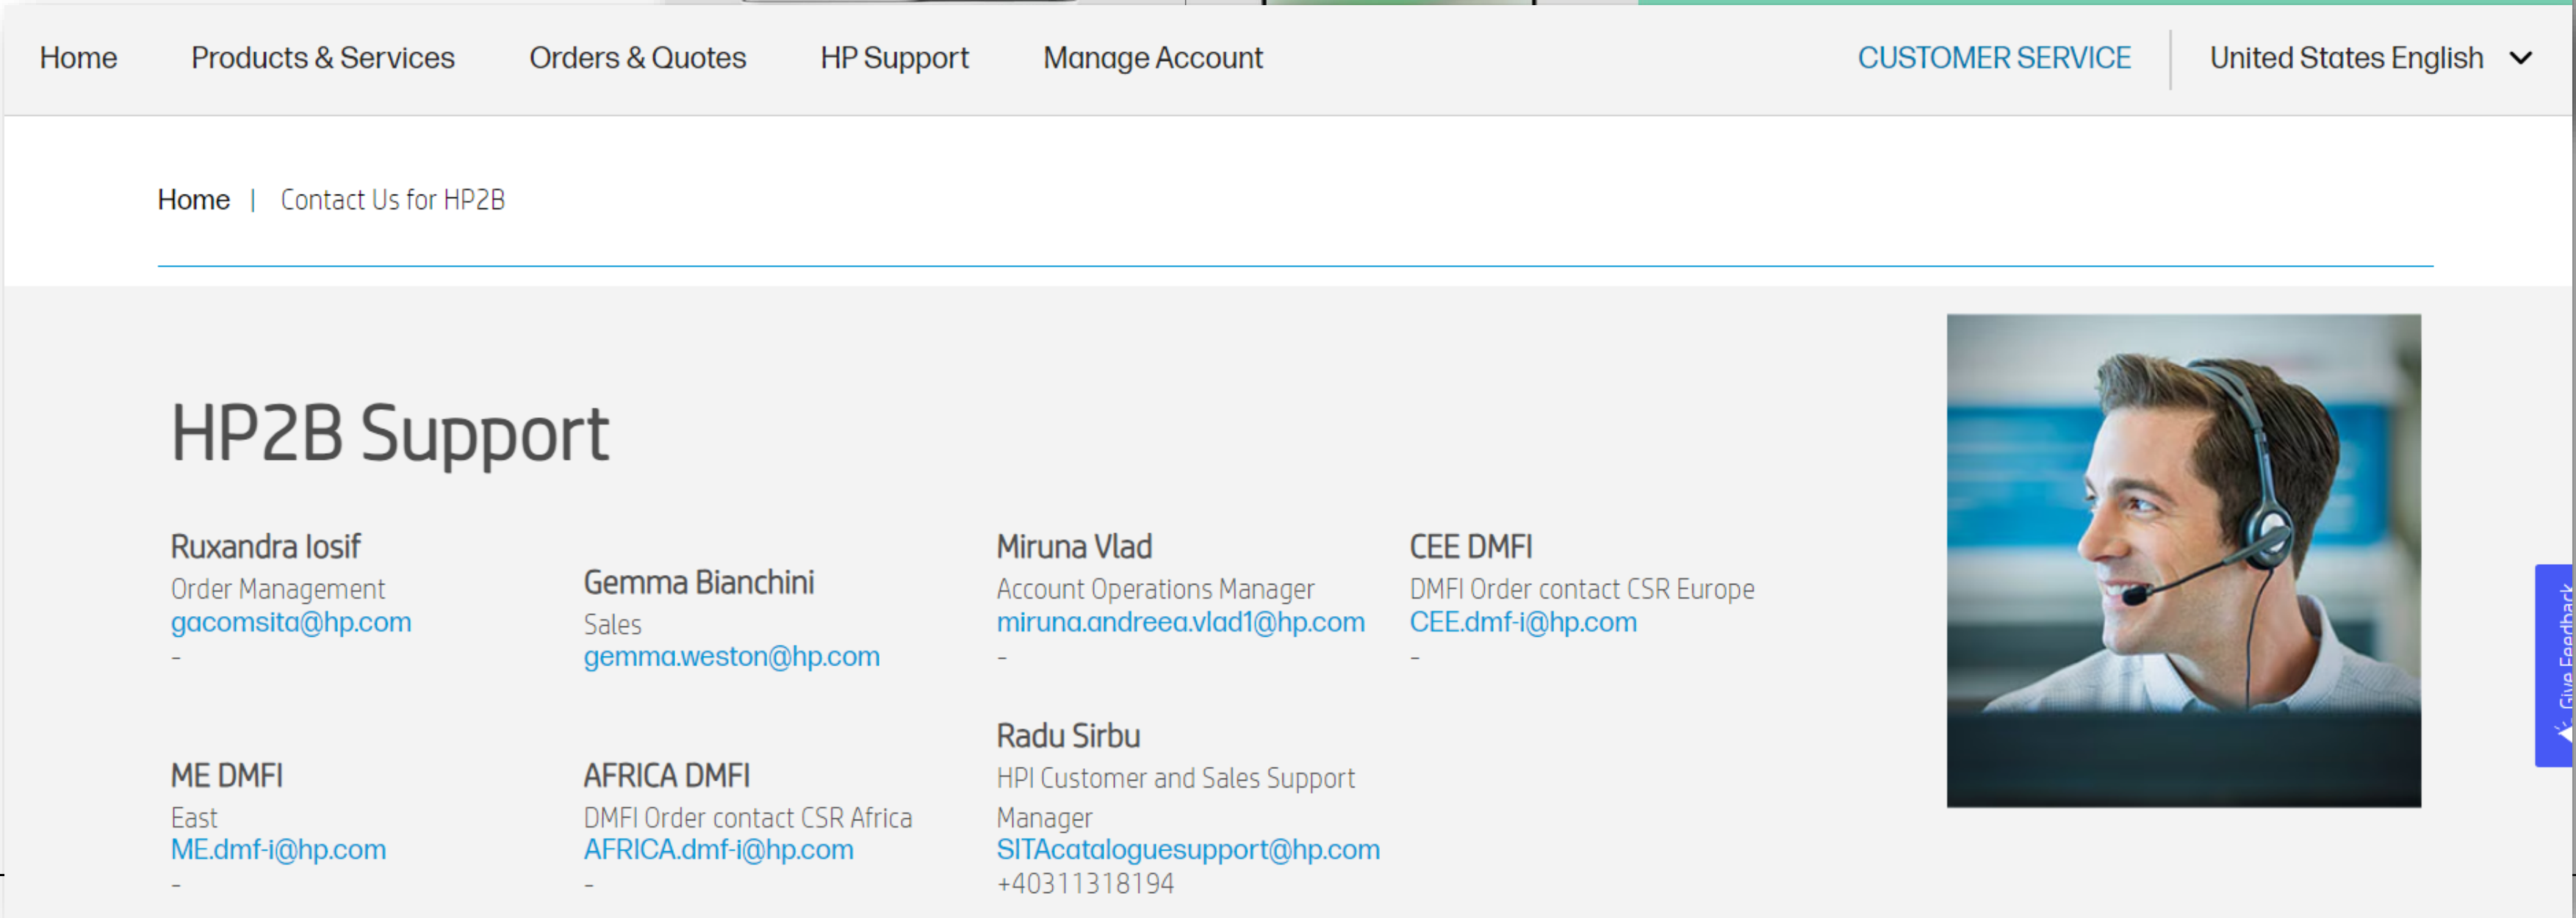 Home
Products & Services
Orders & Quotes
HP Support
Manage Account
CUSTOMER SERVICE
United States English
Home | Contact Us for HP2B
HP2B Support
Ruxandra Iosif
Order Management
gacomsita@hp.com
-
Gemma Bianchini
Sales
gemma.weston@hp.com
Miruna Vlad
Account Operations Manager
miruna.andreea.vlad1@hp.com
-
CEE DMFI
DMFI Order contact CSR Europe
CEE.dmf-i@hp.com
-
ME DMFI
East
ME.dmf-i@hp.com
-
AFRICA DMFI
DMFI Order contact CSR Africa
AFRICA.dmf-i@hp.com
-
Radu Sirbu
HPI Customer and Sales Support
Manager
SITAcataloguesupport@hp.com
+40311318194
Give Feedback